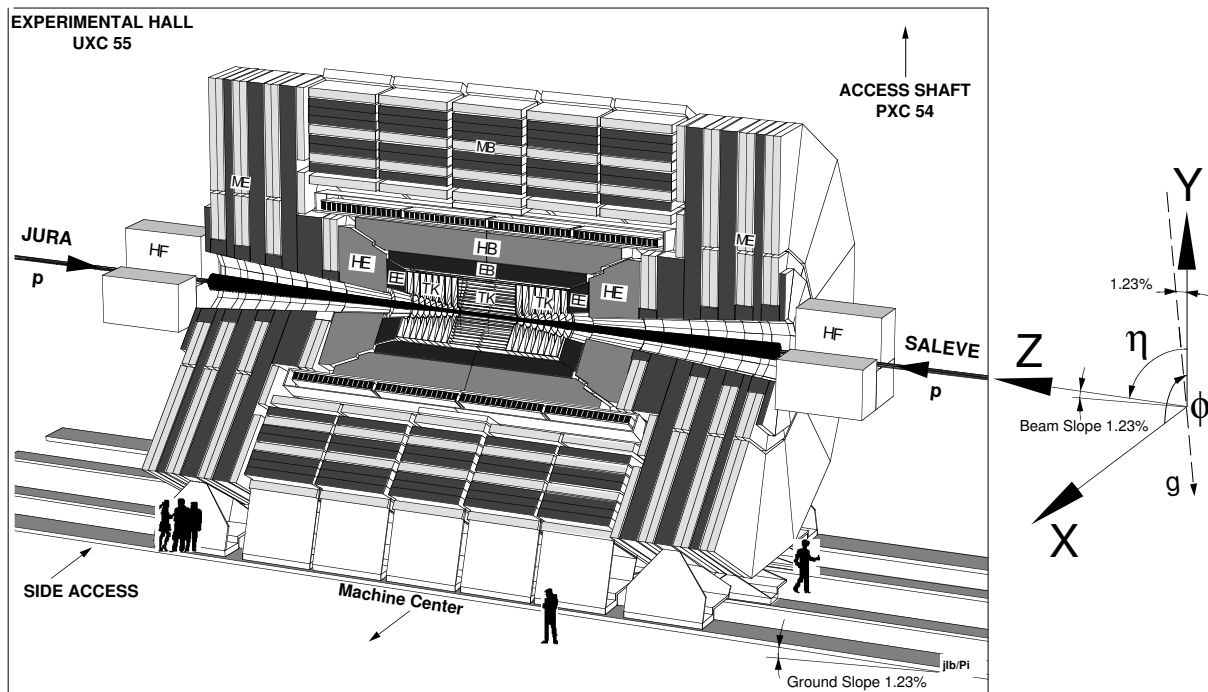 EXPERIMENTAL HALL
UXC 55
ACCESS SHAFT
PXC 54
MB
ME
ME
JURA
p
HF
HB
EB
HE
EE
TK
TK
TK
EE
HE
HF
SALEVE
p
SIDE ACCESS
Machine Center
jlb/Pi
Ground Slope 1.23%
Y
1.23%
Z
η
ϕ
Beam Slope 1.23%
g
X